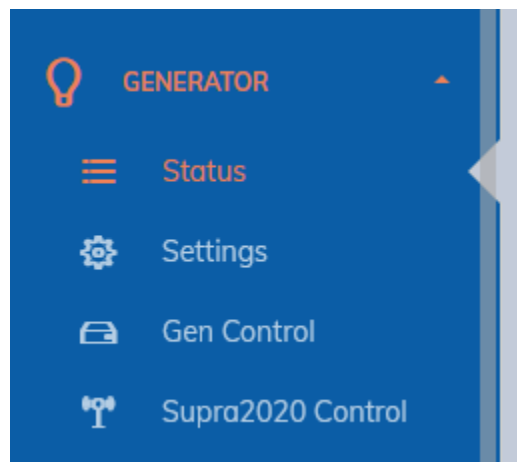 GENERATOR
Status
Settings
Gen Control
Supra2020 Control